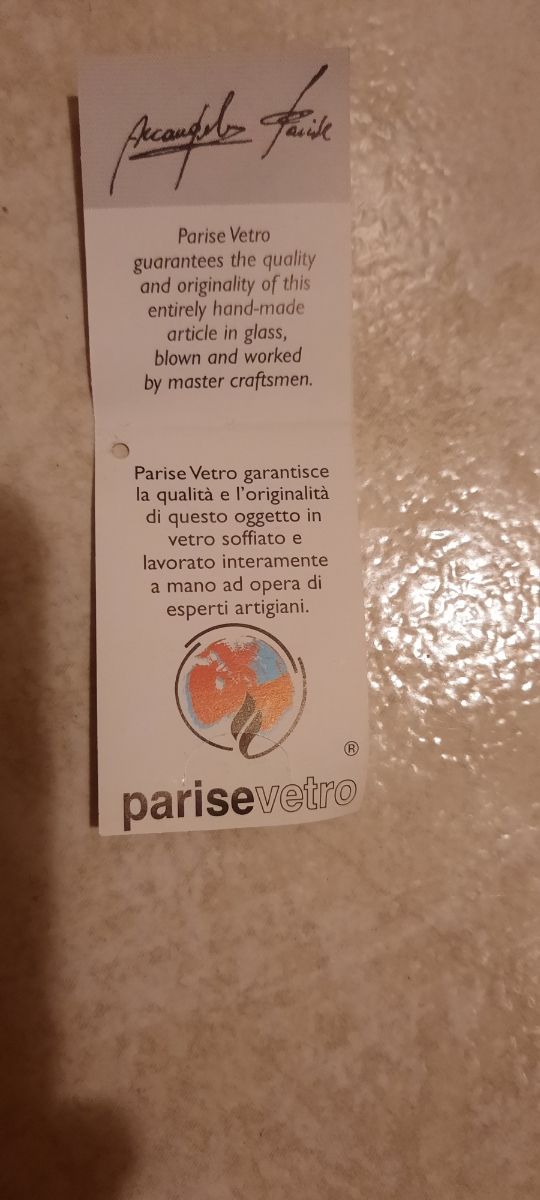 Arcangelo Parise
Parise Vetro
guarantees the quality
and originality of this
entirely hand-made
article in glass,
blown and worked
by master craftsmen.
Parise Vetro garantisce
la qualità e l'originalità
di questo oggetto in
vetro soffiato e
lavorato interamente
a mano ad opera di
esperti artigiani.
®
parisevetro